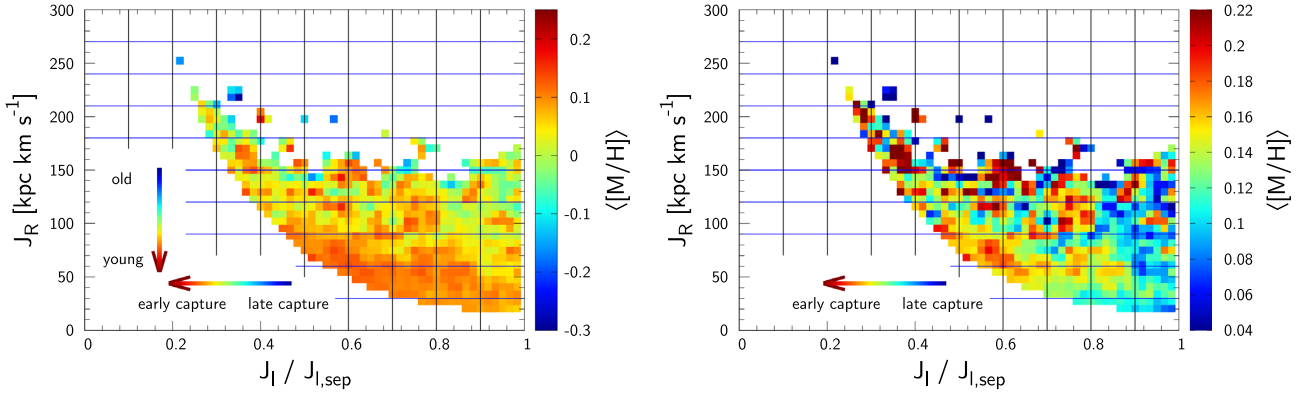 300
250
200
150
100
50
0
J_R [kpc km s⁻¹]
old
young
early capture late capture
0 0.2 0.4 0.6 0.8 1
J_l / J_l,sep
0.2
0.1
0
-0.1
-0.2
-0.3
⟨[M/H]⟩
300
250
200
150
100
50
0
J_R [kpc km s⁻¹]
early capture late capture
0 0.2 0.4 0.6 0.8 1
J_l / J_l,sep
0.22
0.2
0.18
0.16
0.14
0.12
0.1
0.08
0.06
0.04
⟨[M/H]⟩